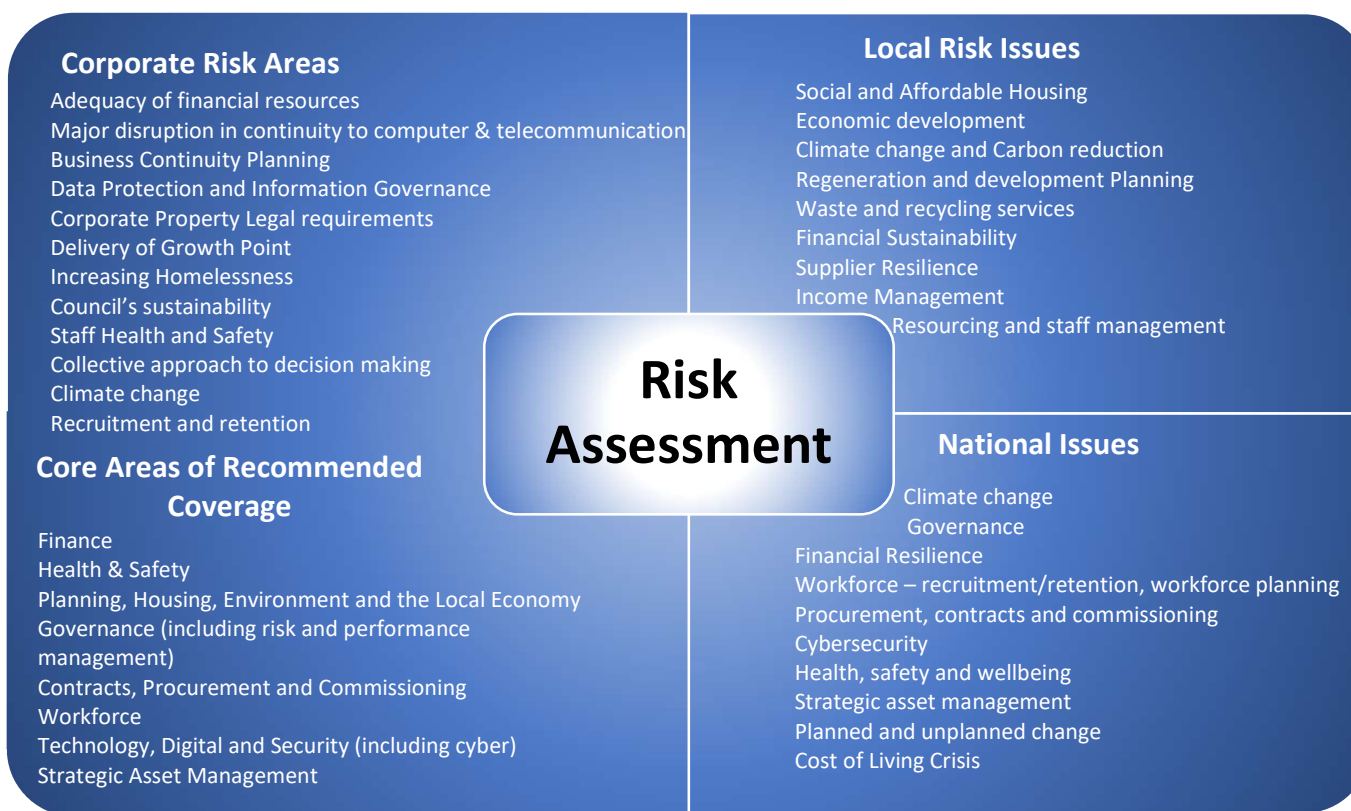 Corporate Risk Areas
Adequacy of financial resources
Major disruption in continuity to computer & telecommunication
Business Continuity Planning
Data Protection and Information Governance
Corporate Property Legal requirements
Delivery of Growth Point
Increasing Homelessness
Council’s sustainability
Staff Health and Safety
Collective approach to decision making
Climate change
Recruitment and retention
Local Risk Issues
Social and Affordable Housing
Economic development
Climate change and Carbon reduction
Regeneration and development Planning
Waste and recycling services
Financial Sustainability
Supplier Resilience
Income Management
Resourcing and staff management
Risk
Assessment
Core Areas of Recommended
Coverage
Finance
Health & Safety
Planning, Housing, Environment and the Local Economy
Governance (including risk and performance
management)
Contracts, Procurement and Commissioning
Workforce
Technology, Digital and Security (including cyber)
Strategic Asset Management
National Issues
Climate change
Governance
Financial Resilience
Workforce – recruitment/retention, workforce planning
Procurement, contracts and commissioning
Cybersecurity
Health, safety and wellbeing
Strategic asset management
Planned and unplanned change
Cost of Living Crisis